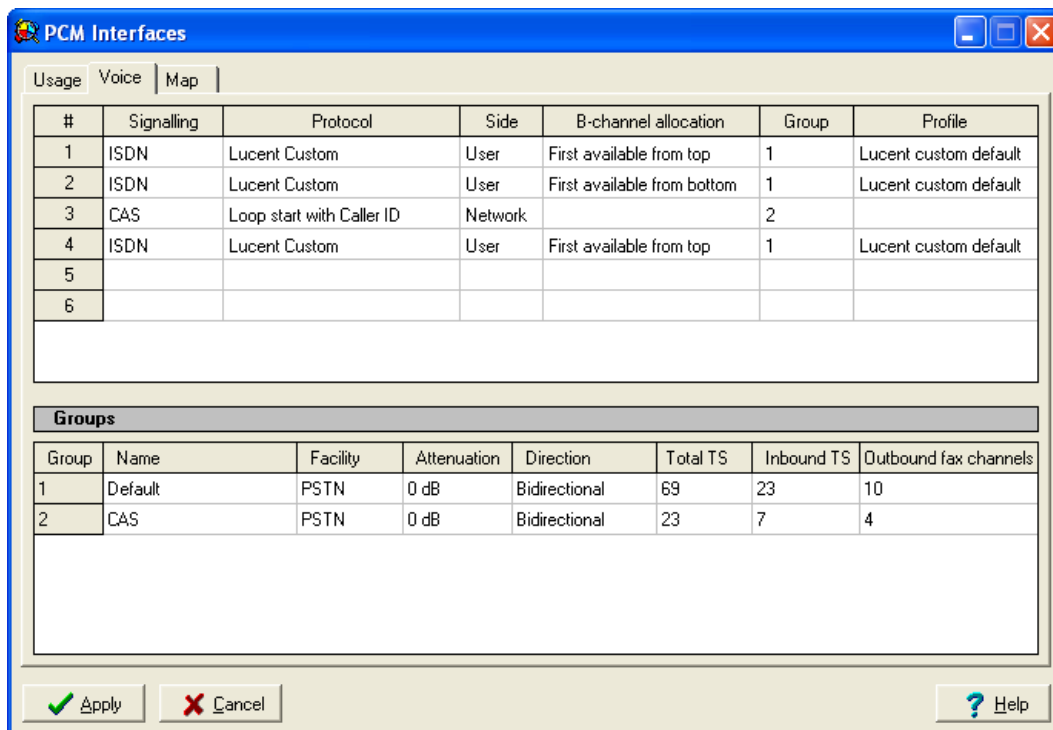 PCM Interfaces
Usage Voice Map
# Signalling Protocol Side B-channel allocation Group Profile
1 ISDN Lucent Custom User First available from top 1 Lucent custom default
2 ISDN Lucent Custom User First available from bottom 1 Lucent custom default
3 CAS Loop start with Caller ID Network 2
4 ISDN Lucent Custom User First available from top 1 Lucent custom default
5
6
Groups
Group Name Facility Attenuation Direction Total TS Inbound TS Outbound fax channels
1 Default PSTN 0 dB Bidirectional 69 23 10
2 CAS PSTN 0 dB Bidirectional 23 7 4
Apply Cancel ? Help